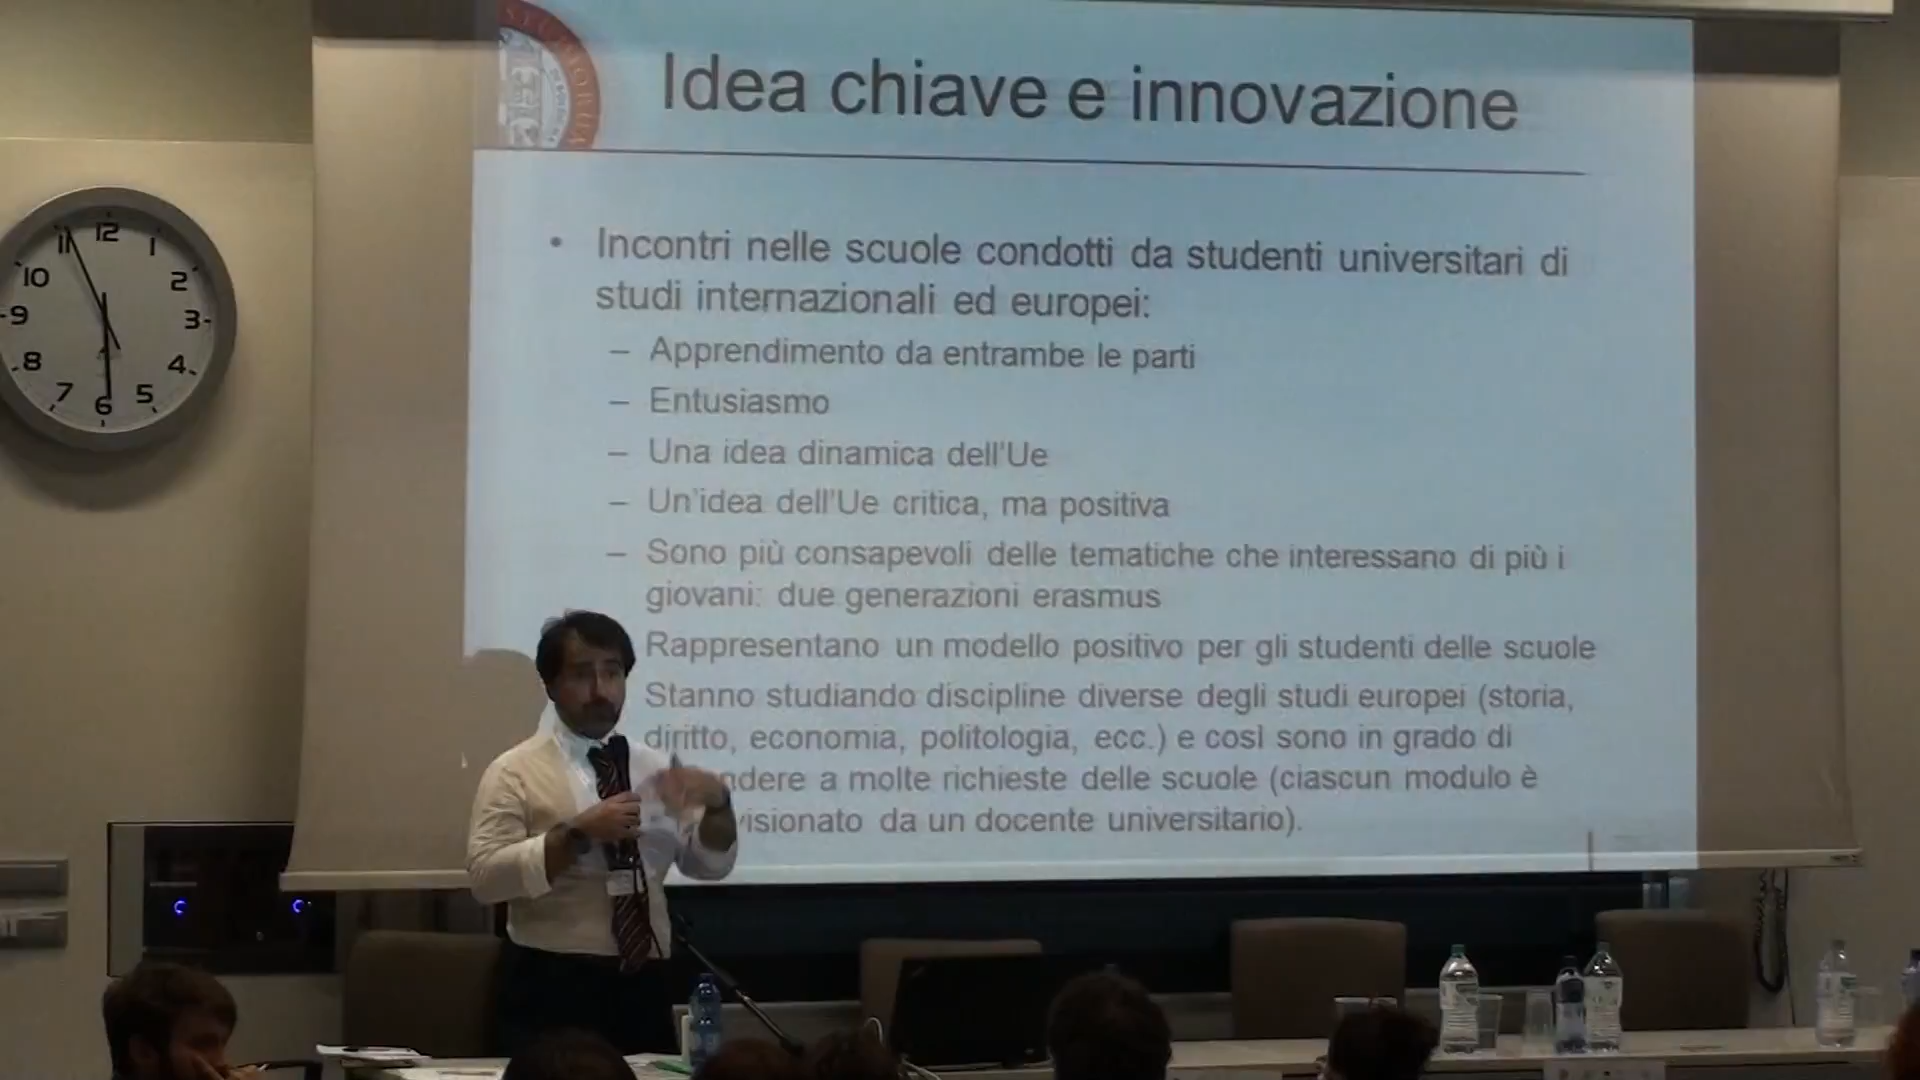 Idea chiave e innovazione
• Incontri nelle scuole condotti da studenti universitari di
studi internazionali ed europei:
– Apprendimento da entrambe le parti
– Entusiasmo
– Una idea dinamica dell'Ue
– Un'idea dell'Ue critica, ma positiva
– Sono più consapevoli delle tematiche che interessano di più i
giovani: due generazioni erasmus
Rappresentano un modello positivo per gli studenti delle scuole
Stanno studiando discipline diverse degli studi europei (storia,
diritto, economia, politologia, ecc.) e così sono in grado di
ndere a molte richieste delle scuole (ciascun modulo è
visionato da un docente universitario).
12
1
2
3
4
5
6
7
8
9
10
11